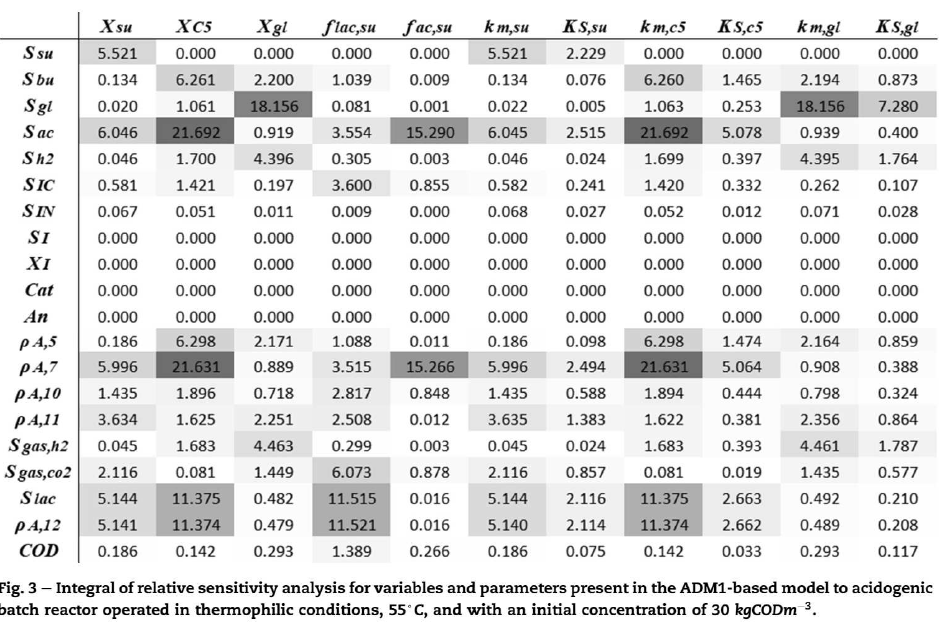 Xsu XC5 Xgl flac,su fac,su km,su KS,su km,c5 KS,c5 km,gl KS,gl
Ssu 5.521 0.000 0.000 0.000 0.000 5.521 2.229 0.000 0.000 0.000 0.000
Sbu 0.134 6.261 2.200 1.039 0.009 0.134 0.076 6.260 1.465 2.194 0.873
Sgl 0.020 1.061 18.156 0.081 0.001 0.022 0.005 1.063 0.253 18.156 7.280
Sac 6.046 21.692 0.919 3.554 15.290 6.045 2.515 21.692 5.078 0.939 0.400
Sh2 0.046 1.700 4.396 0.305 0.003 0.046 0.024 1.699 0.397 4.395 1.764
SIC 0.581 1.421 0.197 3.600 0.855 0.582 0.241 1.420 0.332 0.262 0.107
SIN 0.067 0.051 0.011 0.009 0.000 0.068 0.027 0.052 0.012 0.071 0.028
SI 0.000 0.000 0.000 0.000 0.000 0.000 0.000 0.000 0.000 0.000 0.000
XI 0.000 0.000 0.000 0.000 0.000 0.000 0.000 0.000 0.000 0.000 0.000
Cat 0.000 0.000 0.000 0.000 0.000 0.000 0.000 0.000 0.000 0.000 0.000
An 0.000 0.000 0.000 0.000 0.000 0.000 0.000 0.000 0.000 0.000 0.000
ρA,5 0.186 6.298 2.171 1.088 0.011 0.186 0.098 6.298 1.474 2.164 0.859
ρA,7 5.996 21.631 0.889 3.515 15.266 5.996 2.494 21.631 5.064 0.908 0.388
ρA,10 1.435 1.896 0.718 2.817 0.848 1.435 0.588 1.894 0.444 0.798 0.324
ρA,11 3.634 1.625 2.251 2.508 0.012 3.635 1.383 1.622 0.381 2.356 0.864
Sgas,h2 0.045 1.683 4.463 0.299 0.003 0.045 0.024 1.683 0.393 4.461 1.787
Sgas,co2 2.116 0.081 1.449 6.073 0.878 2.116 0.857 0.081 0.019 1.435 0.577
Slac 5.144 11.375 0.482 11.515 0.016 5.144 2.116 11.375 2.663 0.492 0.210
ρA,12 5.141 11.374 0.479 11.521 0.016 5.140 2.114 11.374 2.662 0.489 0.208
COD 0.186 0.142 0.293 1.389 0.266 0.186 0.075 0.142 0.033 0.293 0.117
Fig. 3 – Integral of relative sensitivity analysis for variables and parameters present in the ADM1-based model to acidogenic
batch reactor operated in thermophilic conditions, 55°C, and with an initial concentration of 30 kgCODm⁻³.